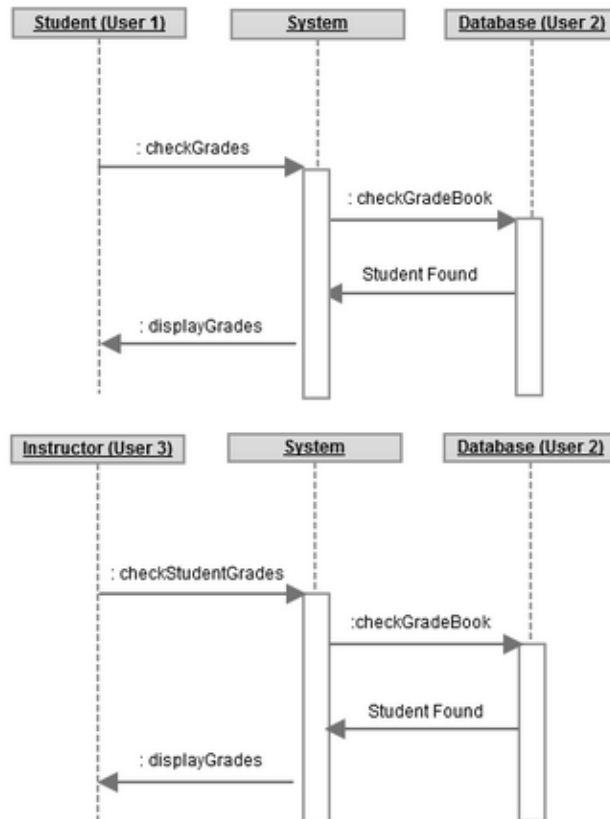 Student (User 1) System Database (User 2)
: checkGrades
: checkGradeBook
Student Found
: displayGrades
Instructor (User 3) System Database (User 2)
: checkStudentGrades
:checkGradeBook
Student Found
: displayGrades